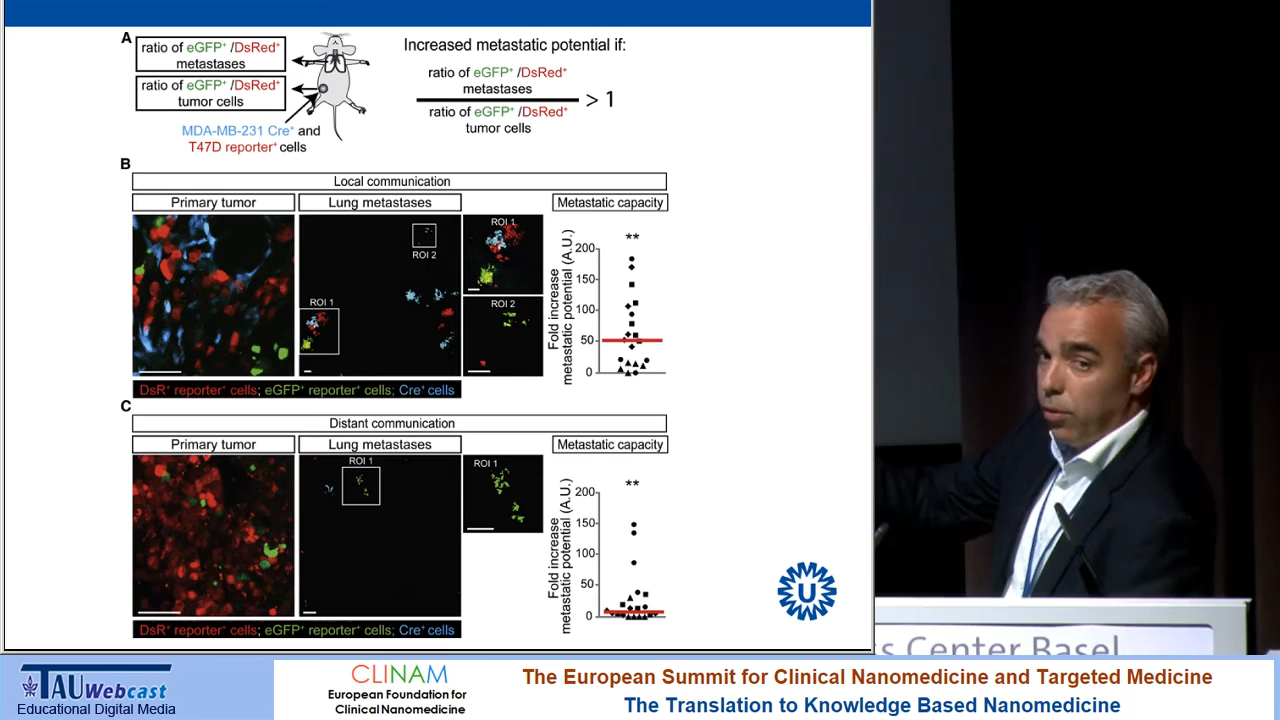 A
ratio of eGFP⁺ /DsRed⁺
metastases
ratio of eGFP⁺ /DsRed⁺
tumor cells
MDA-MB-231 Cre⁺ and
T47D reporter⁺ cells
Increased metastatic potential if:
ratio of eGFP⁺ /DsRed⁺
metastases
> 1
ratio of eGFP⁺ /DsRed⁺
tumor cells
B
Local communication
Primary tumor
Lung metastases
Metastatic capacity
ROI 1
ROI 2
ROI 1
ROI 2
Fold increase
metastatic potential (A.U.)
**
200
150
100
50
0
DsR⁺ reporter⁺ cells; eGFP⁺ reporter⁺ cells; Cre⁺ cells
C
Distant communication
Primary tumor
Lung metastases
Metastatic capacity
ROI 1
ROI 1
Fold increase
metastatic potential (A.U.)
**
200
150
100
50
0
DsR⁺ reporter⁺ cells; eGFP⁺ reporter⁺ cells; Cre⁺ cells
U
Center Basel
TAU Webcast
Educational Digital Media
CLINAM
European Foundation for
Clinical Nanomedicine
The European Summit for Clinical Nanomedicine and Targeted Medicine
The Translation to Knowledge Based Nanomedicine